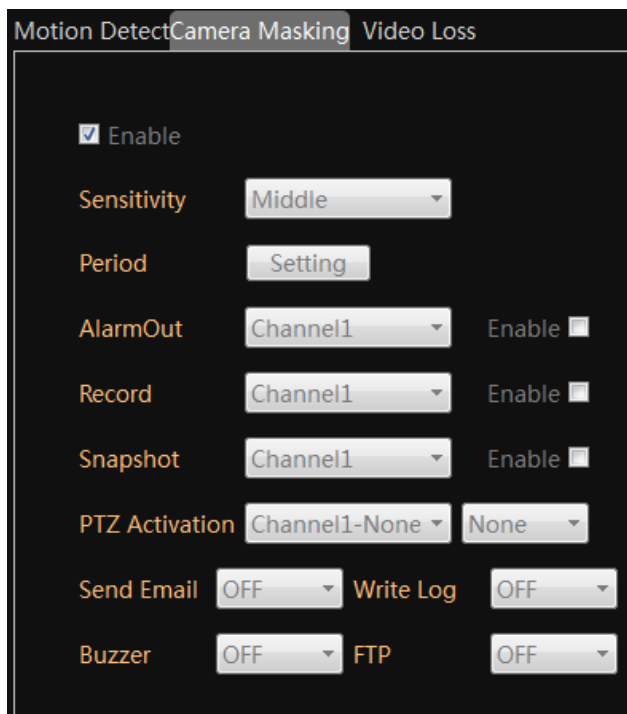 Motion Detect Camera Masking Video Loss
Enable
Sensitivity Middle
Period Setting
AlarmOut Channel1 Enable
Record Channel1 Enable
Snapshot Channel1 Enable
PTZ Activation Channel1-None None
Send Email OFF Write Log OFF
Buzzer OFF FTP OFF